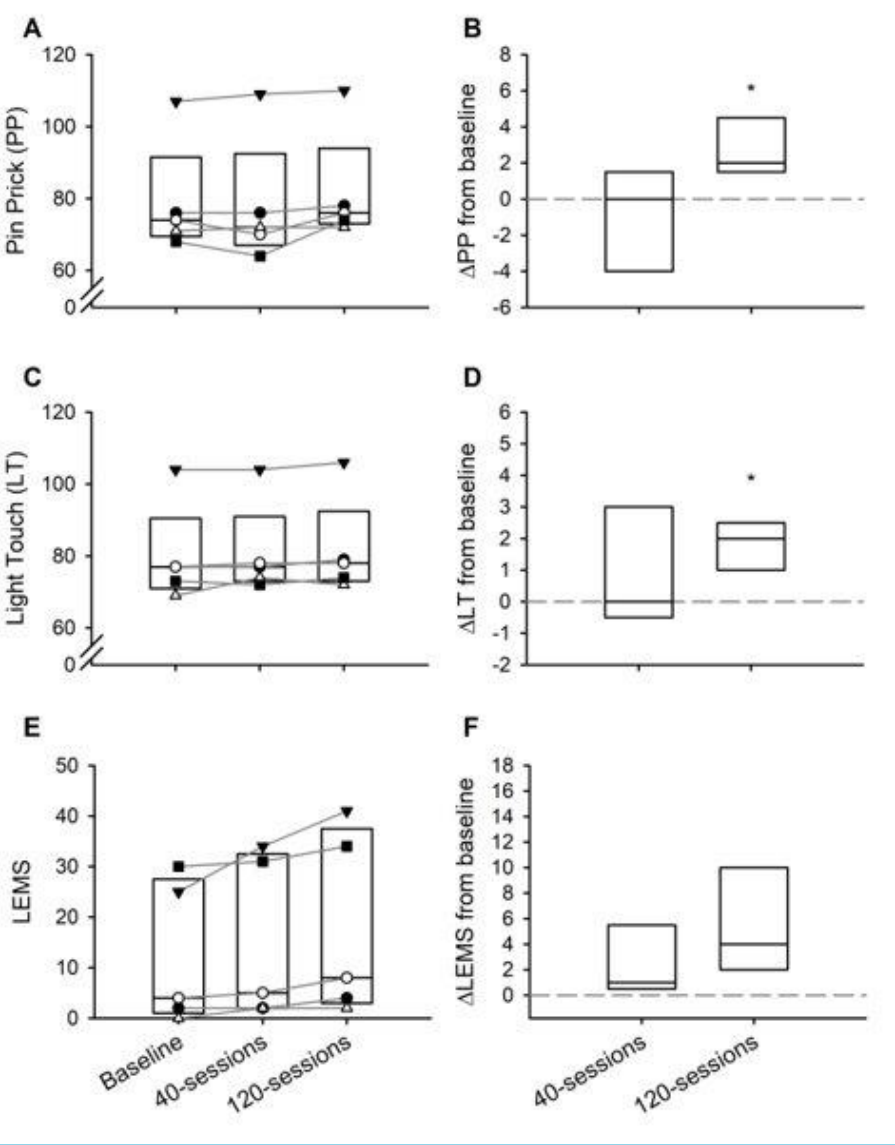 A
Pin Prick (PP)
120
100
80
60
0
B
ΔPP from baseline
8
6
4
2
0
-2
-4
-6
*
C
Light Touch (LT)
120
100
80
60
0
D
ΔLT from baseline
6
5
4
3
2
1
0
-1
-2
*
E
LEMS
50
40
30
20
10
0
Baseline
40-sessions
120-sessions
F
ΔLEMS from baseline
18
16
14
12
10
8
6
4
2
0
40-sessions
120-sessions